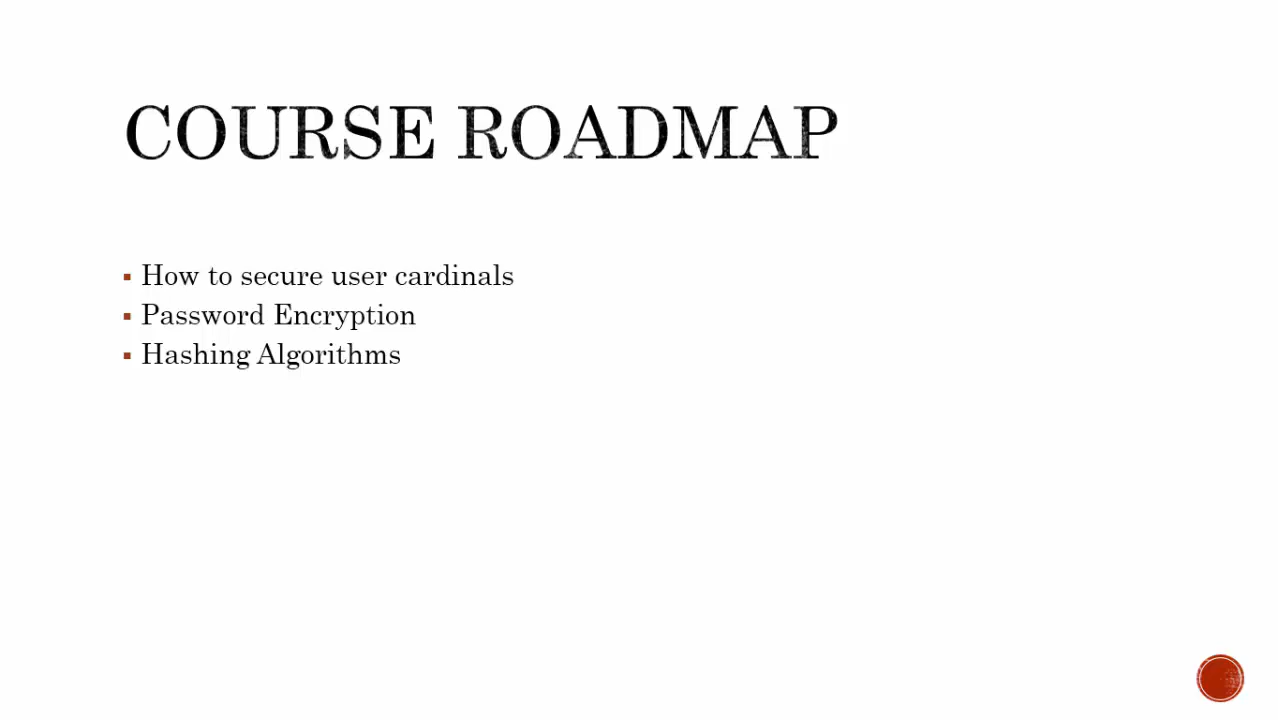 COURSE ROADMAP
▪ How to secure user cardinals
▪ Password Encryption
▪ Hashing Algorithms